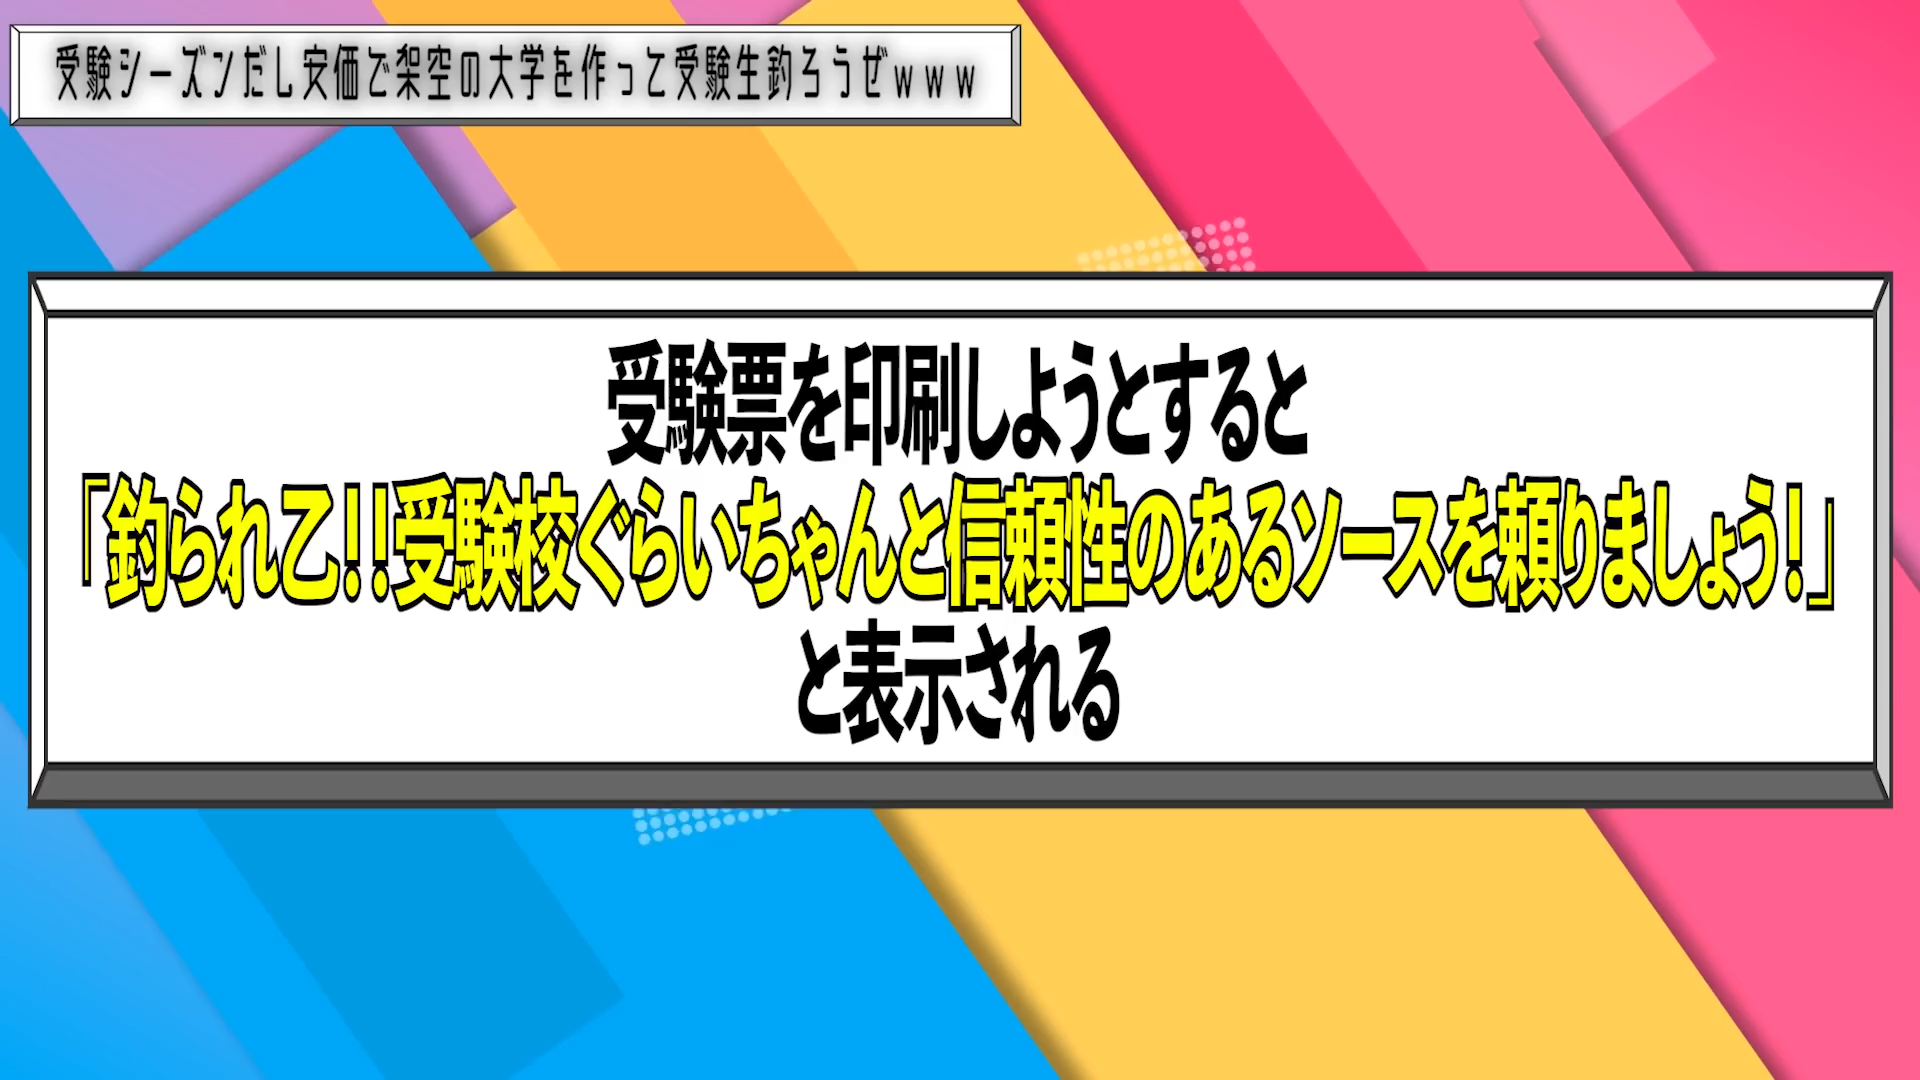 受験シーズンだし安価で架空の大学を作って受験生釣ろうぜｗｗｗ
受験票を印刷しようとすると
「釣られ乙!!受験校ぐらいちゃんと信頼性のあるソースを頼りましょう!」
と表示される